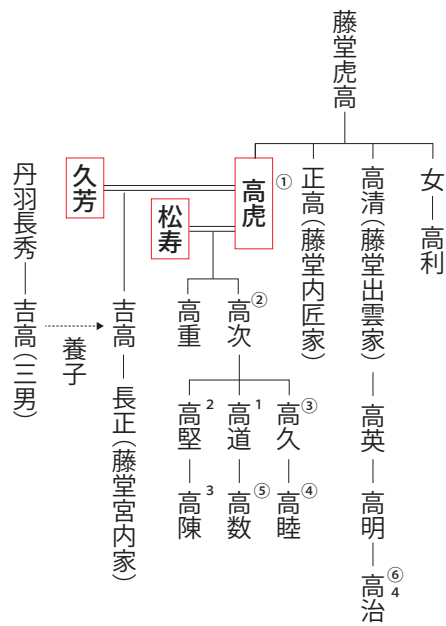 藤堂虎高
女
高利
高清(藤堂出雲家)
高英
高明
⑥
4
高治
正高(藤堂内匠家)
①
高虎
松寿
久芳
②
高次
高重
③
高久
④
高睦
1
高道
⑤
高数
2
高堅
3
高陳
吉高
長正(藤堂宮内家)
養子
丹羽長秀
吉高(三男)